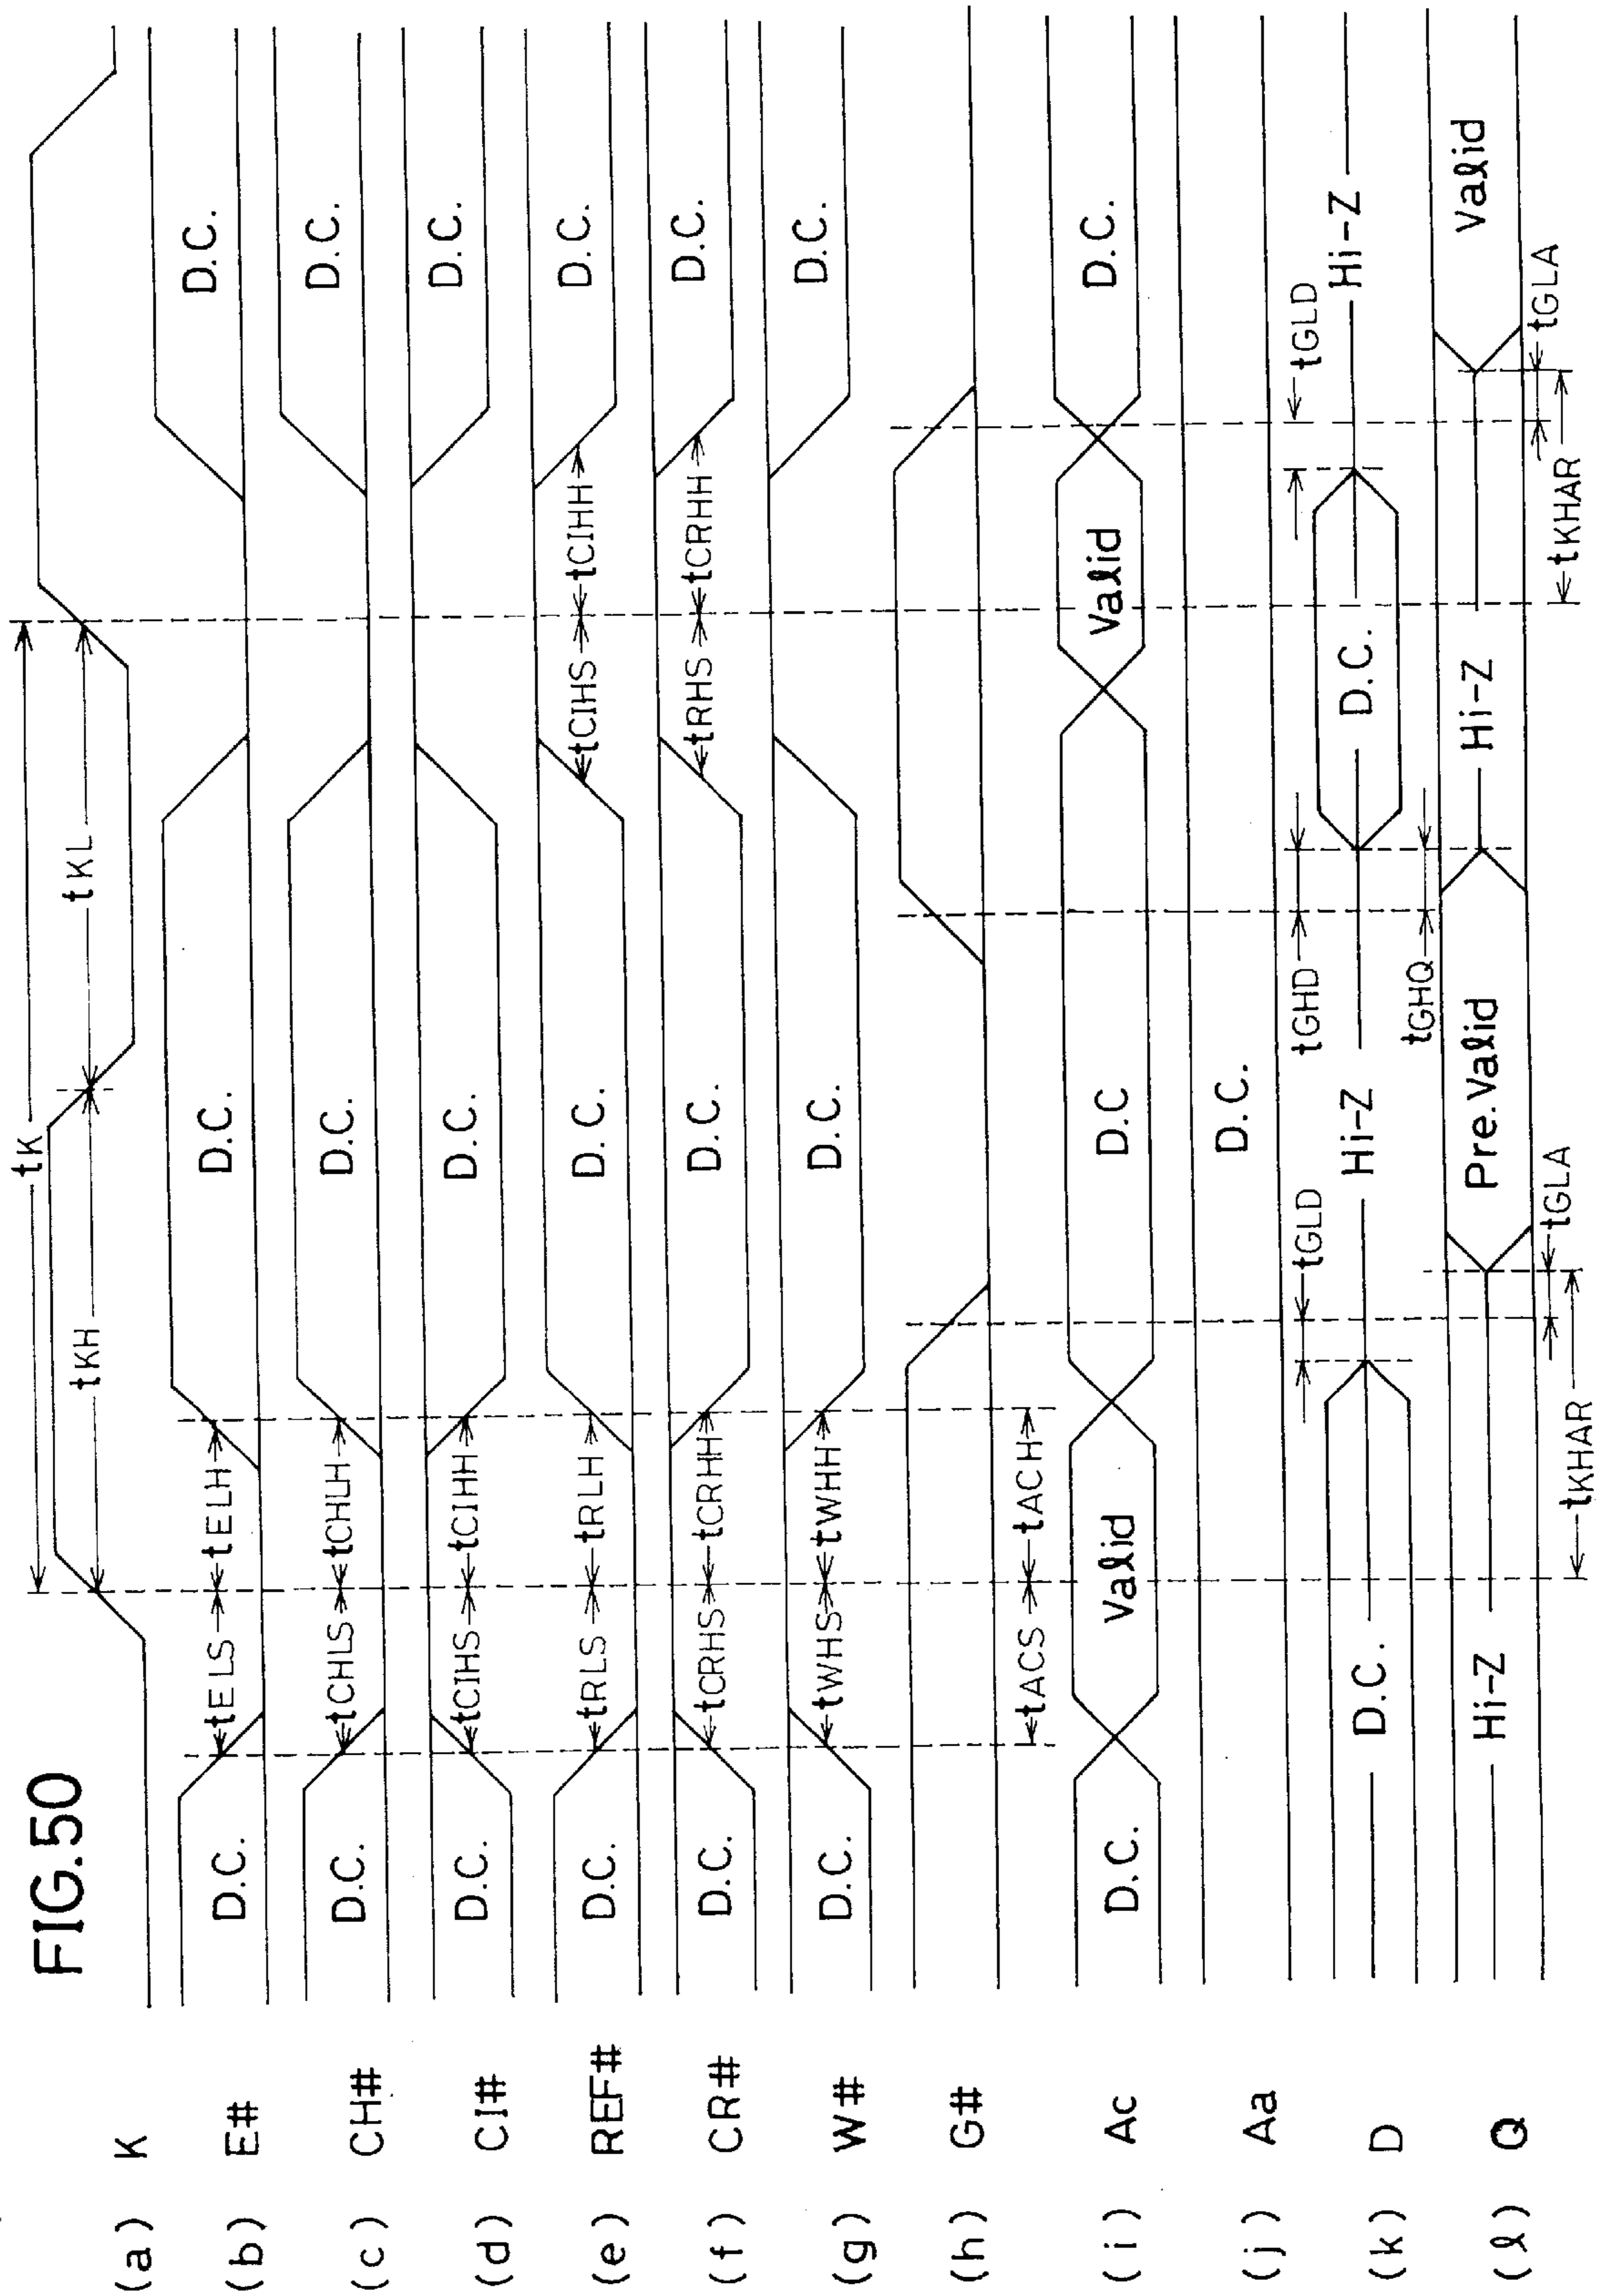 FIG.50
tK
(a) K tKH tKL
(b) E# D.C. tELS tELH D.C. D.C.
(c) CH# D.C. tCHLS tCHLH D.C. D.C.
(d) CI# D.C. tCIHS tCIHH D.C. D.C.
(e) REF# D.C. tRLS tRLH D.C. tCIHS tCIHH D.C.
(f) CR# D.C. tCRHS tCRHH D.C. tRHS tCRHH D.C.
(g) W# D.C. tWHS tWHH D.C. D.C.
(h) G#
tACS tACH
(i) Ac D.C. Valid D.C Valid D.C.
(j) Aa D.C.
tGLD tGHD tGLD
(k) D D.C. Hi-Z D.C. Hi-Z
tGHQ
(l) Q Hi-Z Pre.Valid Hi-Z Valid
tGLA tGLA
tKHAR tKHAR